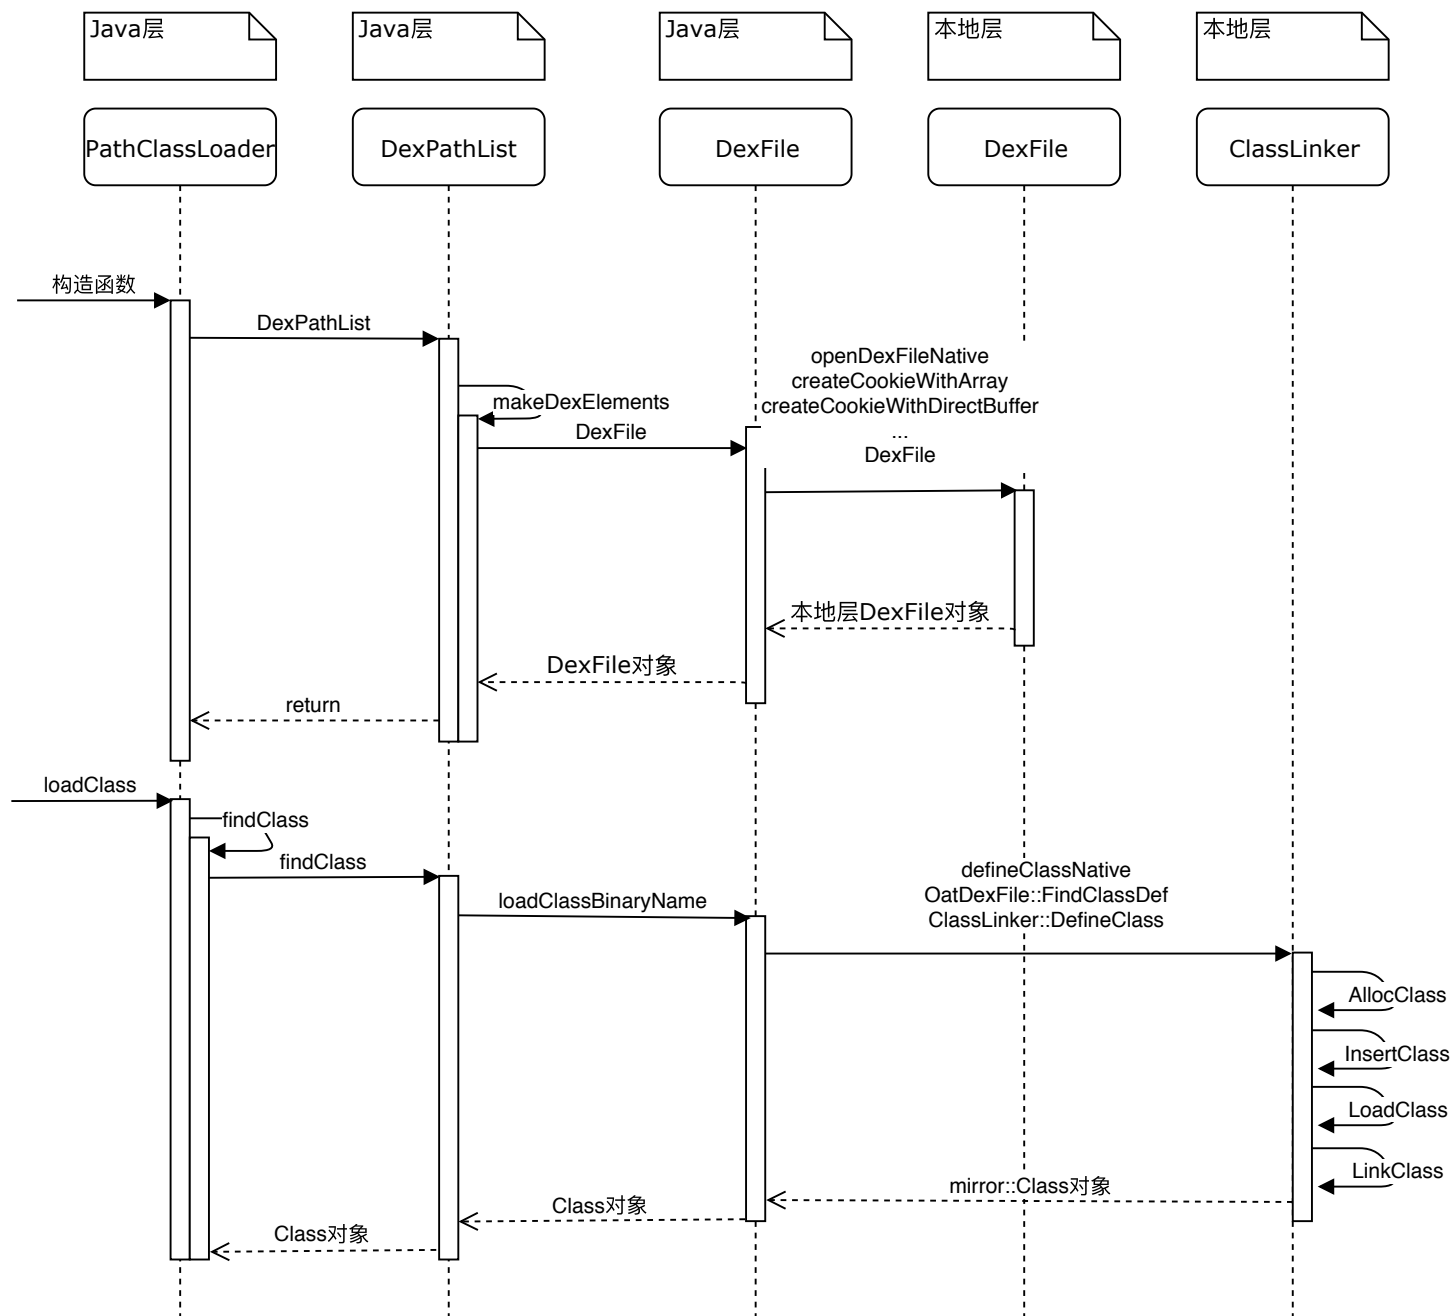 Java层
Java层
Java层
本地层
本地层
PathClassLoader
DexPathList
DexFile
DexFile
ClassLinker
构造函数
DexPathList
openDexFileNative
createCookieWithArray
createCookieWithDirectBuffer
...
DexFile
makeDexElements
DexFile
本地层DexFile对象
DexFile对象
return
loadClass
findClass
findClass
loadClassBinaryName
defineClassNative
OatDexFile::FindClassDef
ClassLinker::DefineClass
AllocClass
InsertClass
LoadClass
LinkClass
mirror::Class对象
Class对象
Class对象